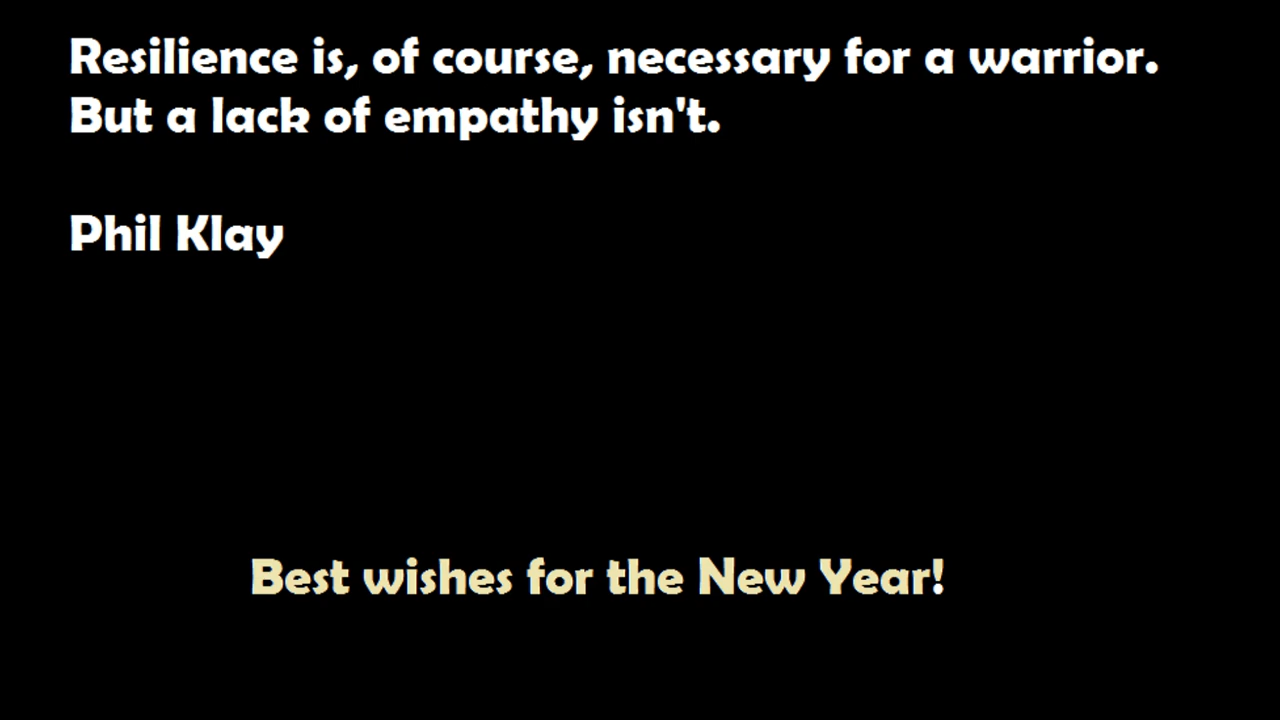 Resilience is, of course, necessary for a warrior.
But a lack of empathy isn't.
Phil Klay
Best wishes for the New Year!